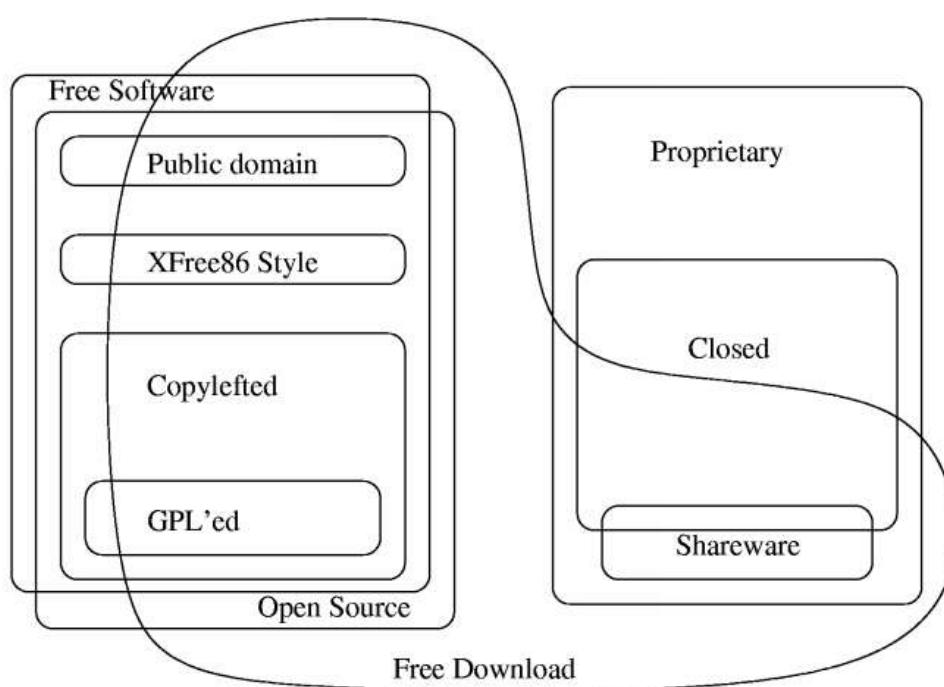 Free Software
Public domain
XFree86 Style
Copylefted
GPL'ed
Open Source
Proprietary
Closed
Shareware
Free Download